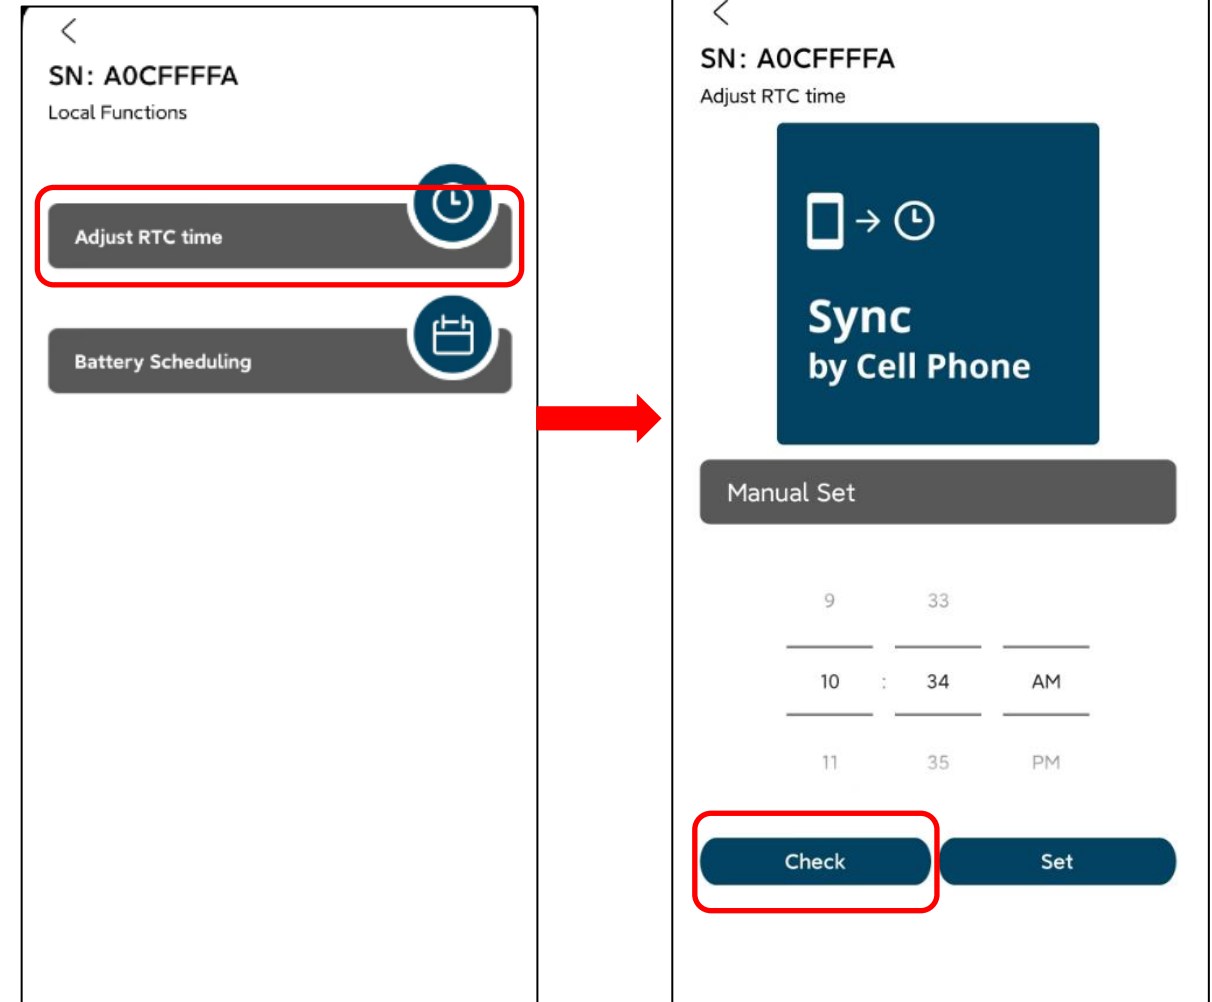 SN: A0CFFFFA
Local Functions
Adjust RTC time
Battery Scheduling
SN: A0CFFFFA
Adjust RTC time
Sync
by Cell Phone
Manual Set
9 33
10 : 34 AM
11 35 PM
Check Set